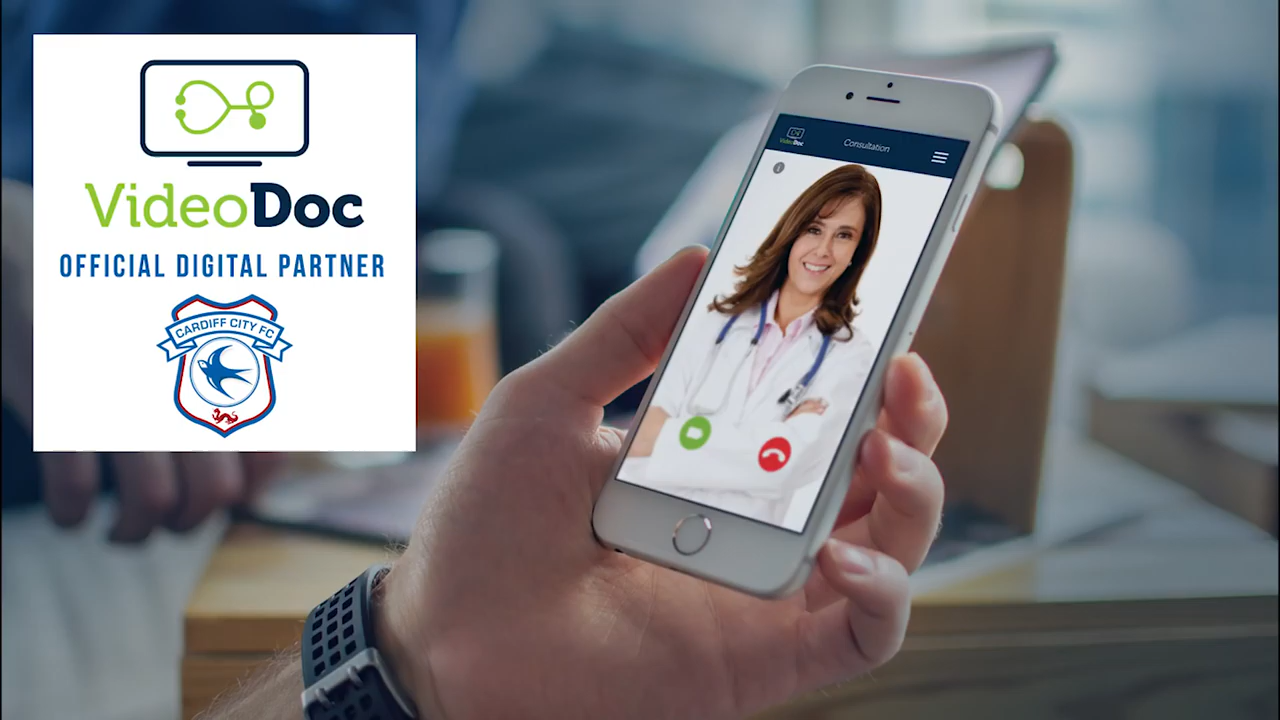 VideoDoc
OFFICIAL DIGITAL PARTNER
CARDIFF CITY FC
VideoDoc
Consultation